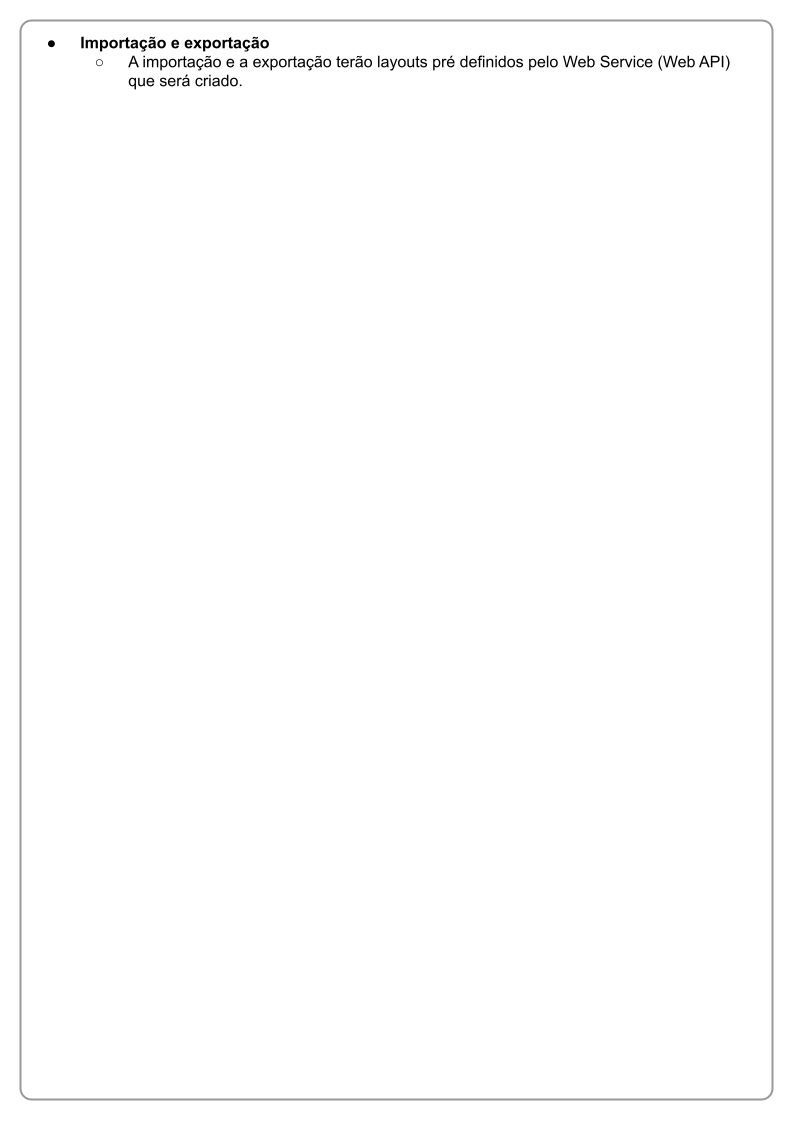 ● Importação e exportação
○ A importação e a exportação terão layouts pré definidos pelo Web Service (Web API)
que será criado.